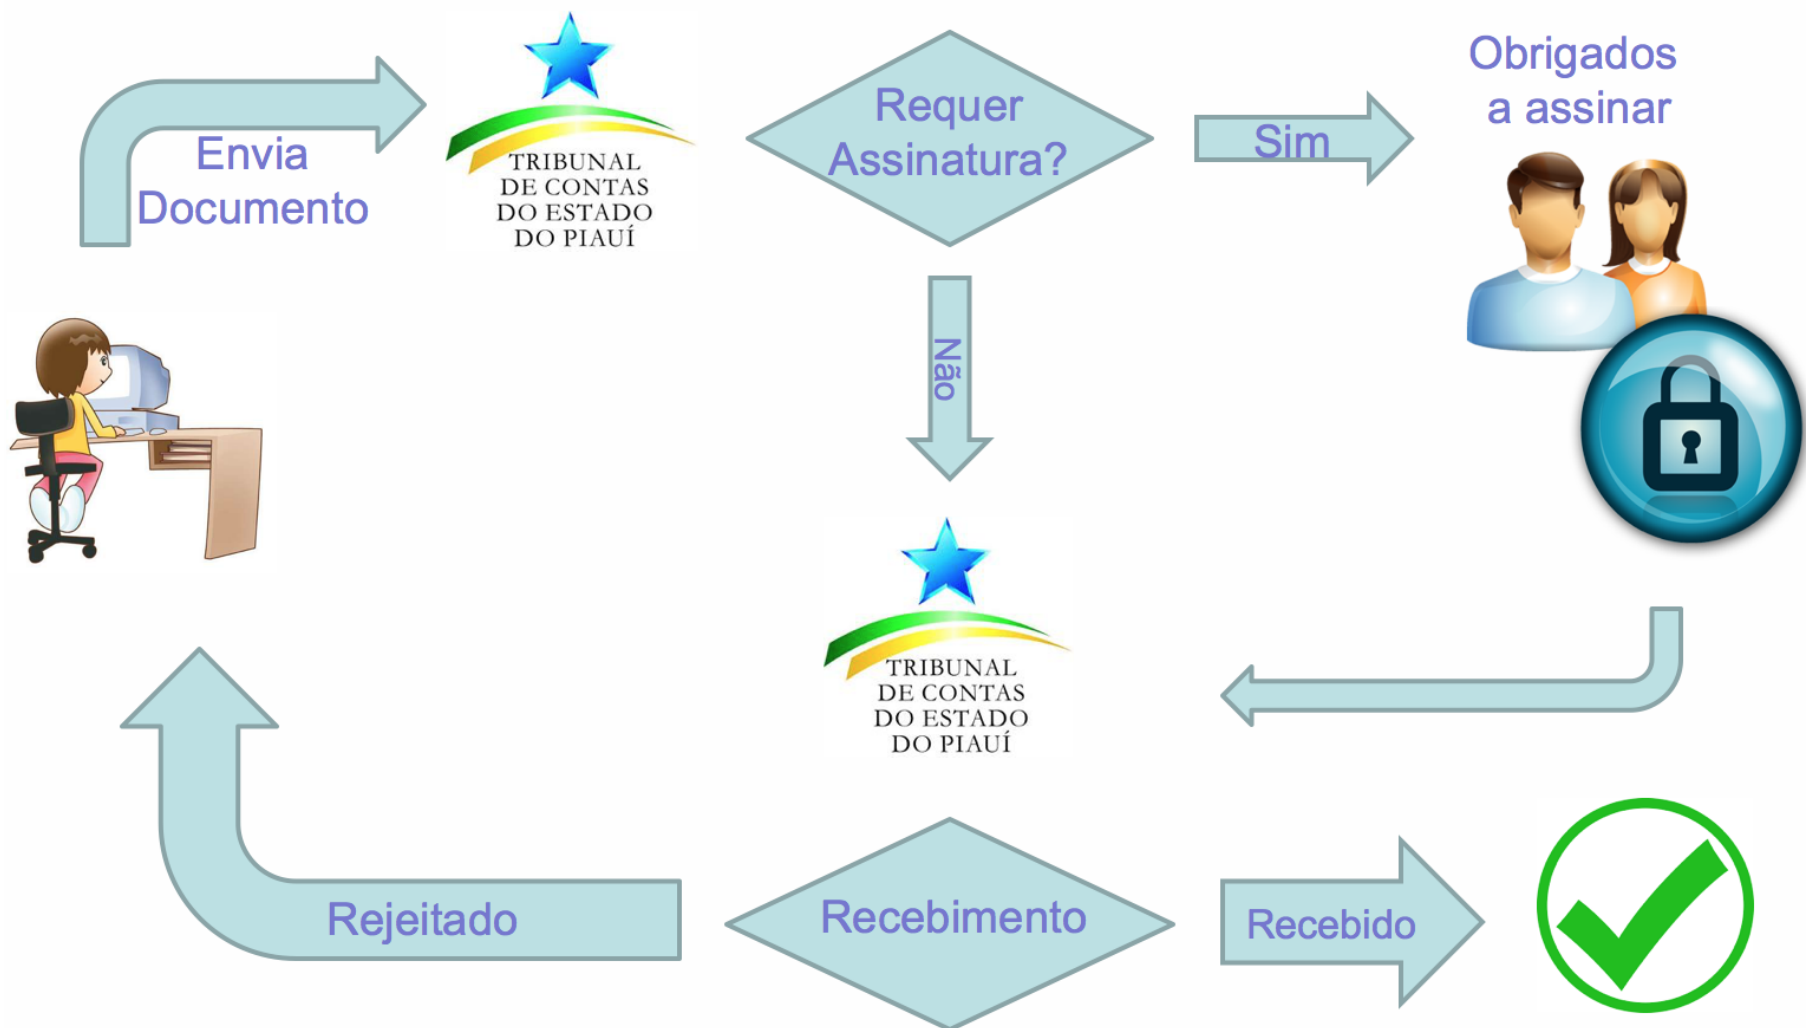 Envia
Documento
TRIBUNAL
DE CONTAS
DO ESTADO
DO PIAUÍ
Requer
Assinatura?
Sim
Obrigados
a assinar
Não
TRIBUNAL
DE CONTAS
DO ESTADO
DO PIAUÍ
Rejeitado
Recebimento
Recebido